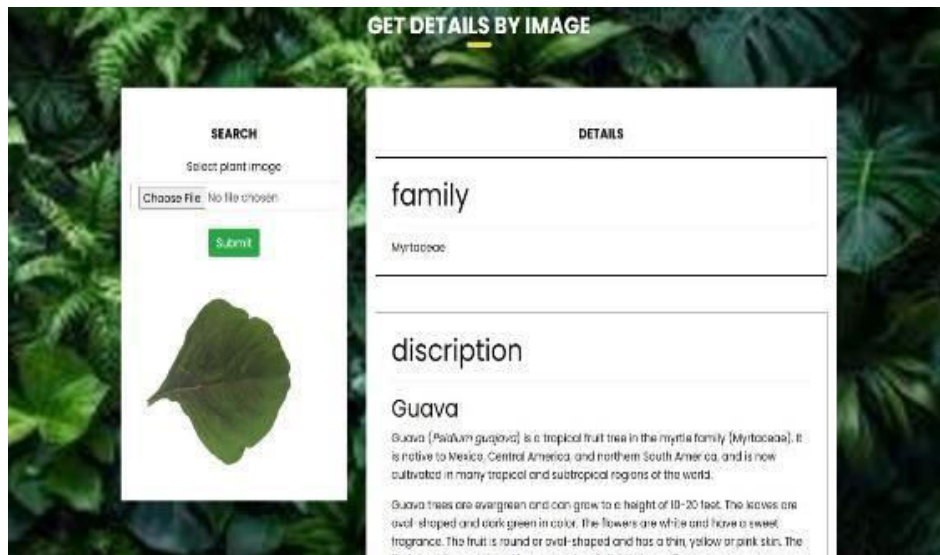 GET DETAILS BY IMAGE
SEARCH
Select plant image
Choose File No file chosen
Submit
DETAILS
family
Myrtaceae
discription
Guava
Guava (Psidium guajava) is a tropical fruit tree in the myrtle family (Myrtaceae). It
is native to Mexico, Central America, and northern South America, and is now
cultivated in many tropical and subtropical regions of the world.
Guava trees are evergreen and can grow to a height of 10-20 feet. The leaves are
oval-shaped and dark green in color. The flowers are white and have a sweet
fragrance. The fruit is round or oval-shaped and has a thin, yellow or pink skin. The